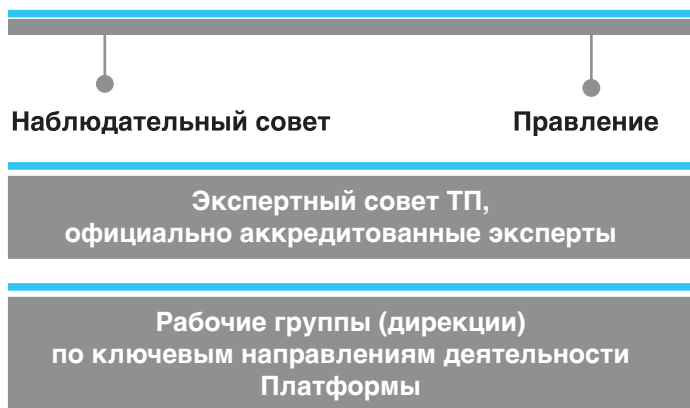 Наблюдательный совет
Правление
Экспертный совет ТП,
официально аккредитованные эксперты
Рабочие группы (дирекции)
по ключевым направлениям деятельности
Платформы